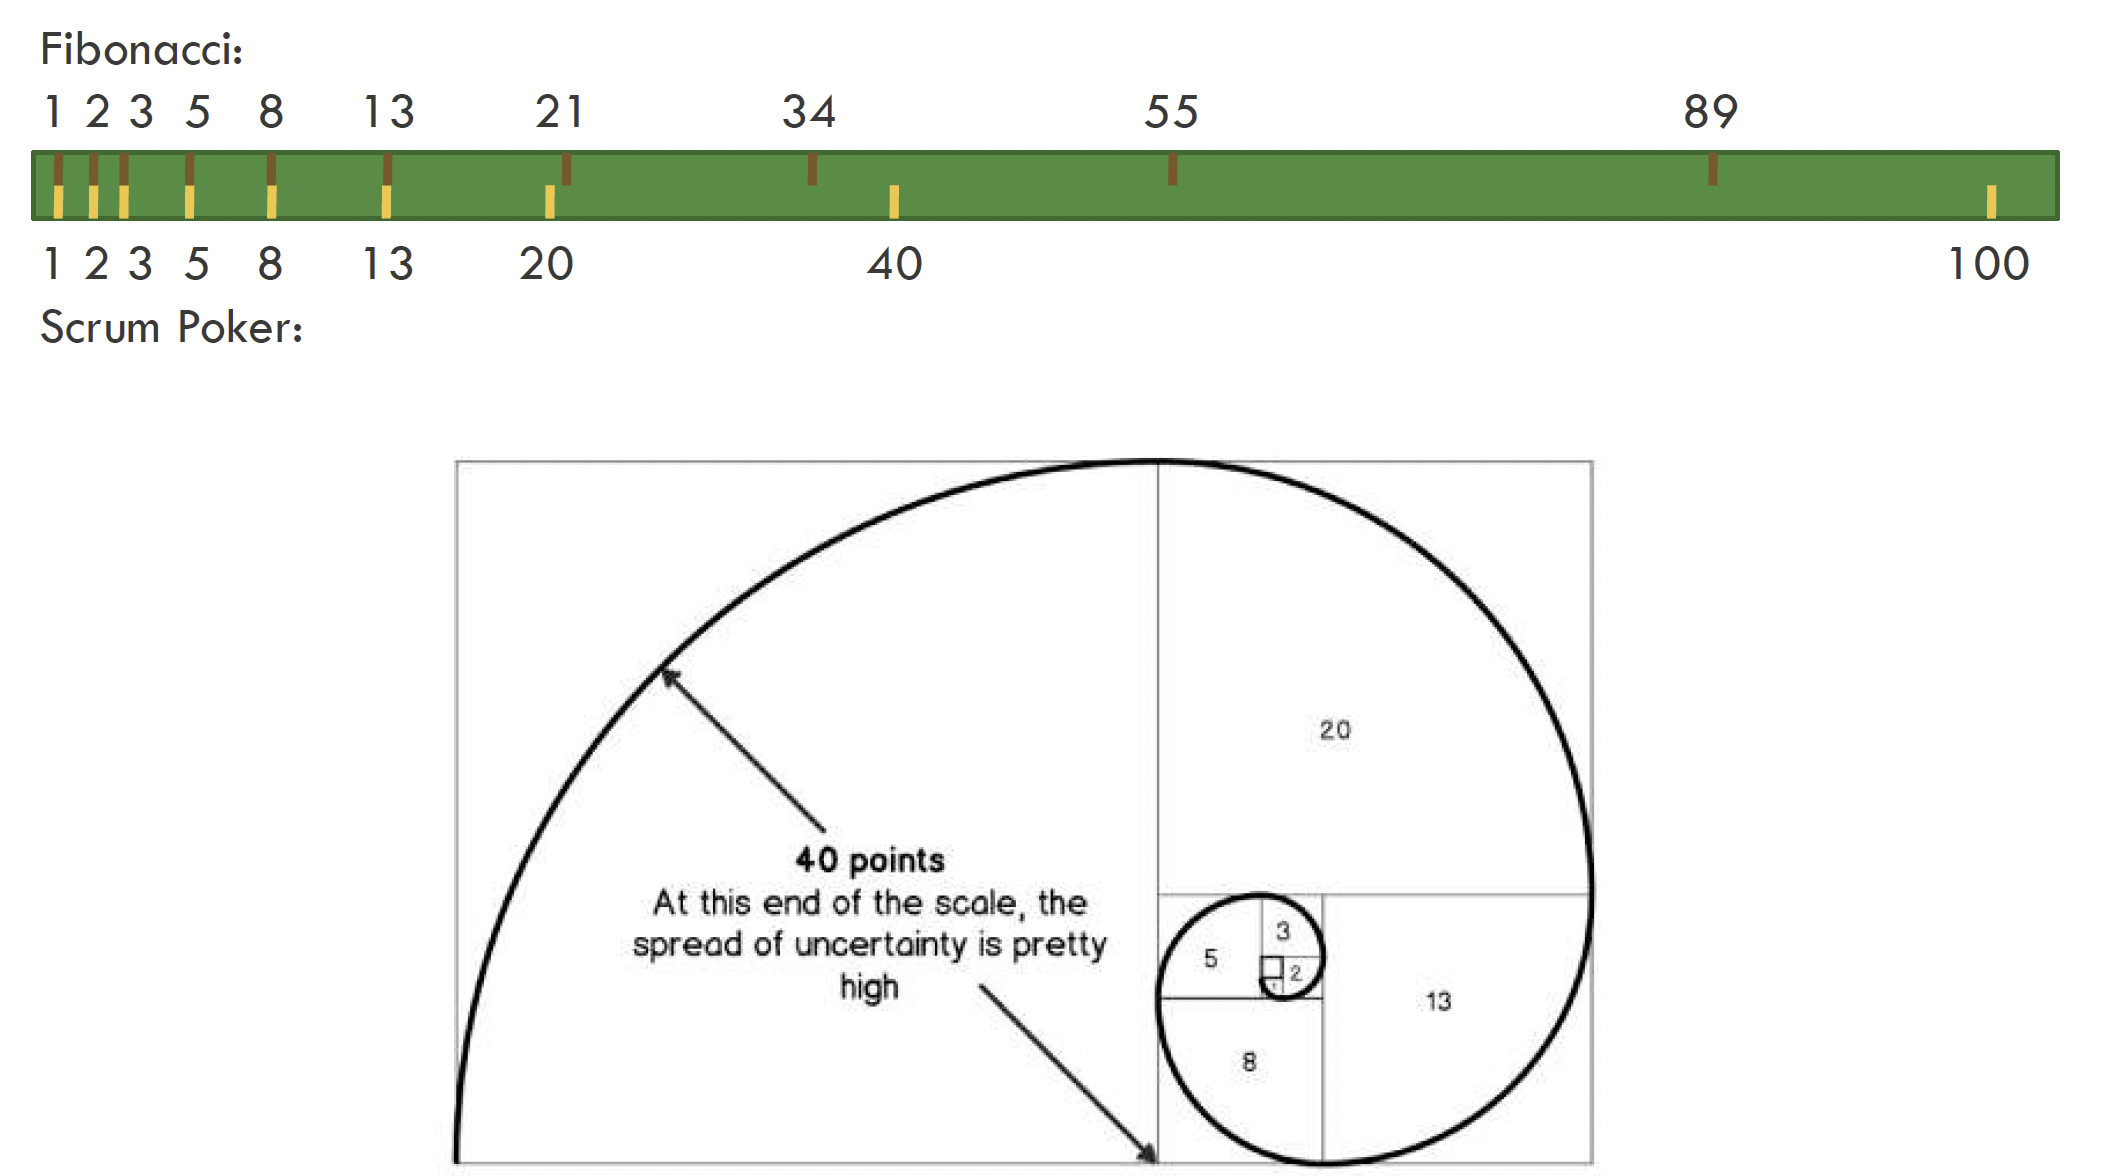 Fibonacci:
1 2 3 5 8 13 21 34 55 89
1 2 3 5 8 13 20 40 100
Scrum Poker:
20
40 points
At this end of the scale, the
spread of uncertainty is pretty
high
3
5
2
13
8